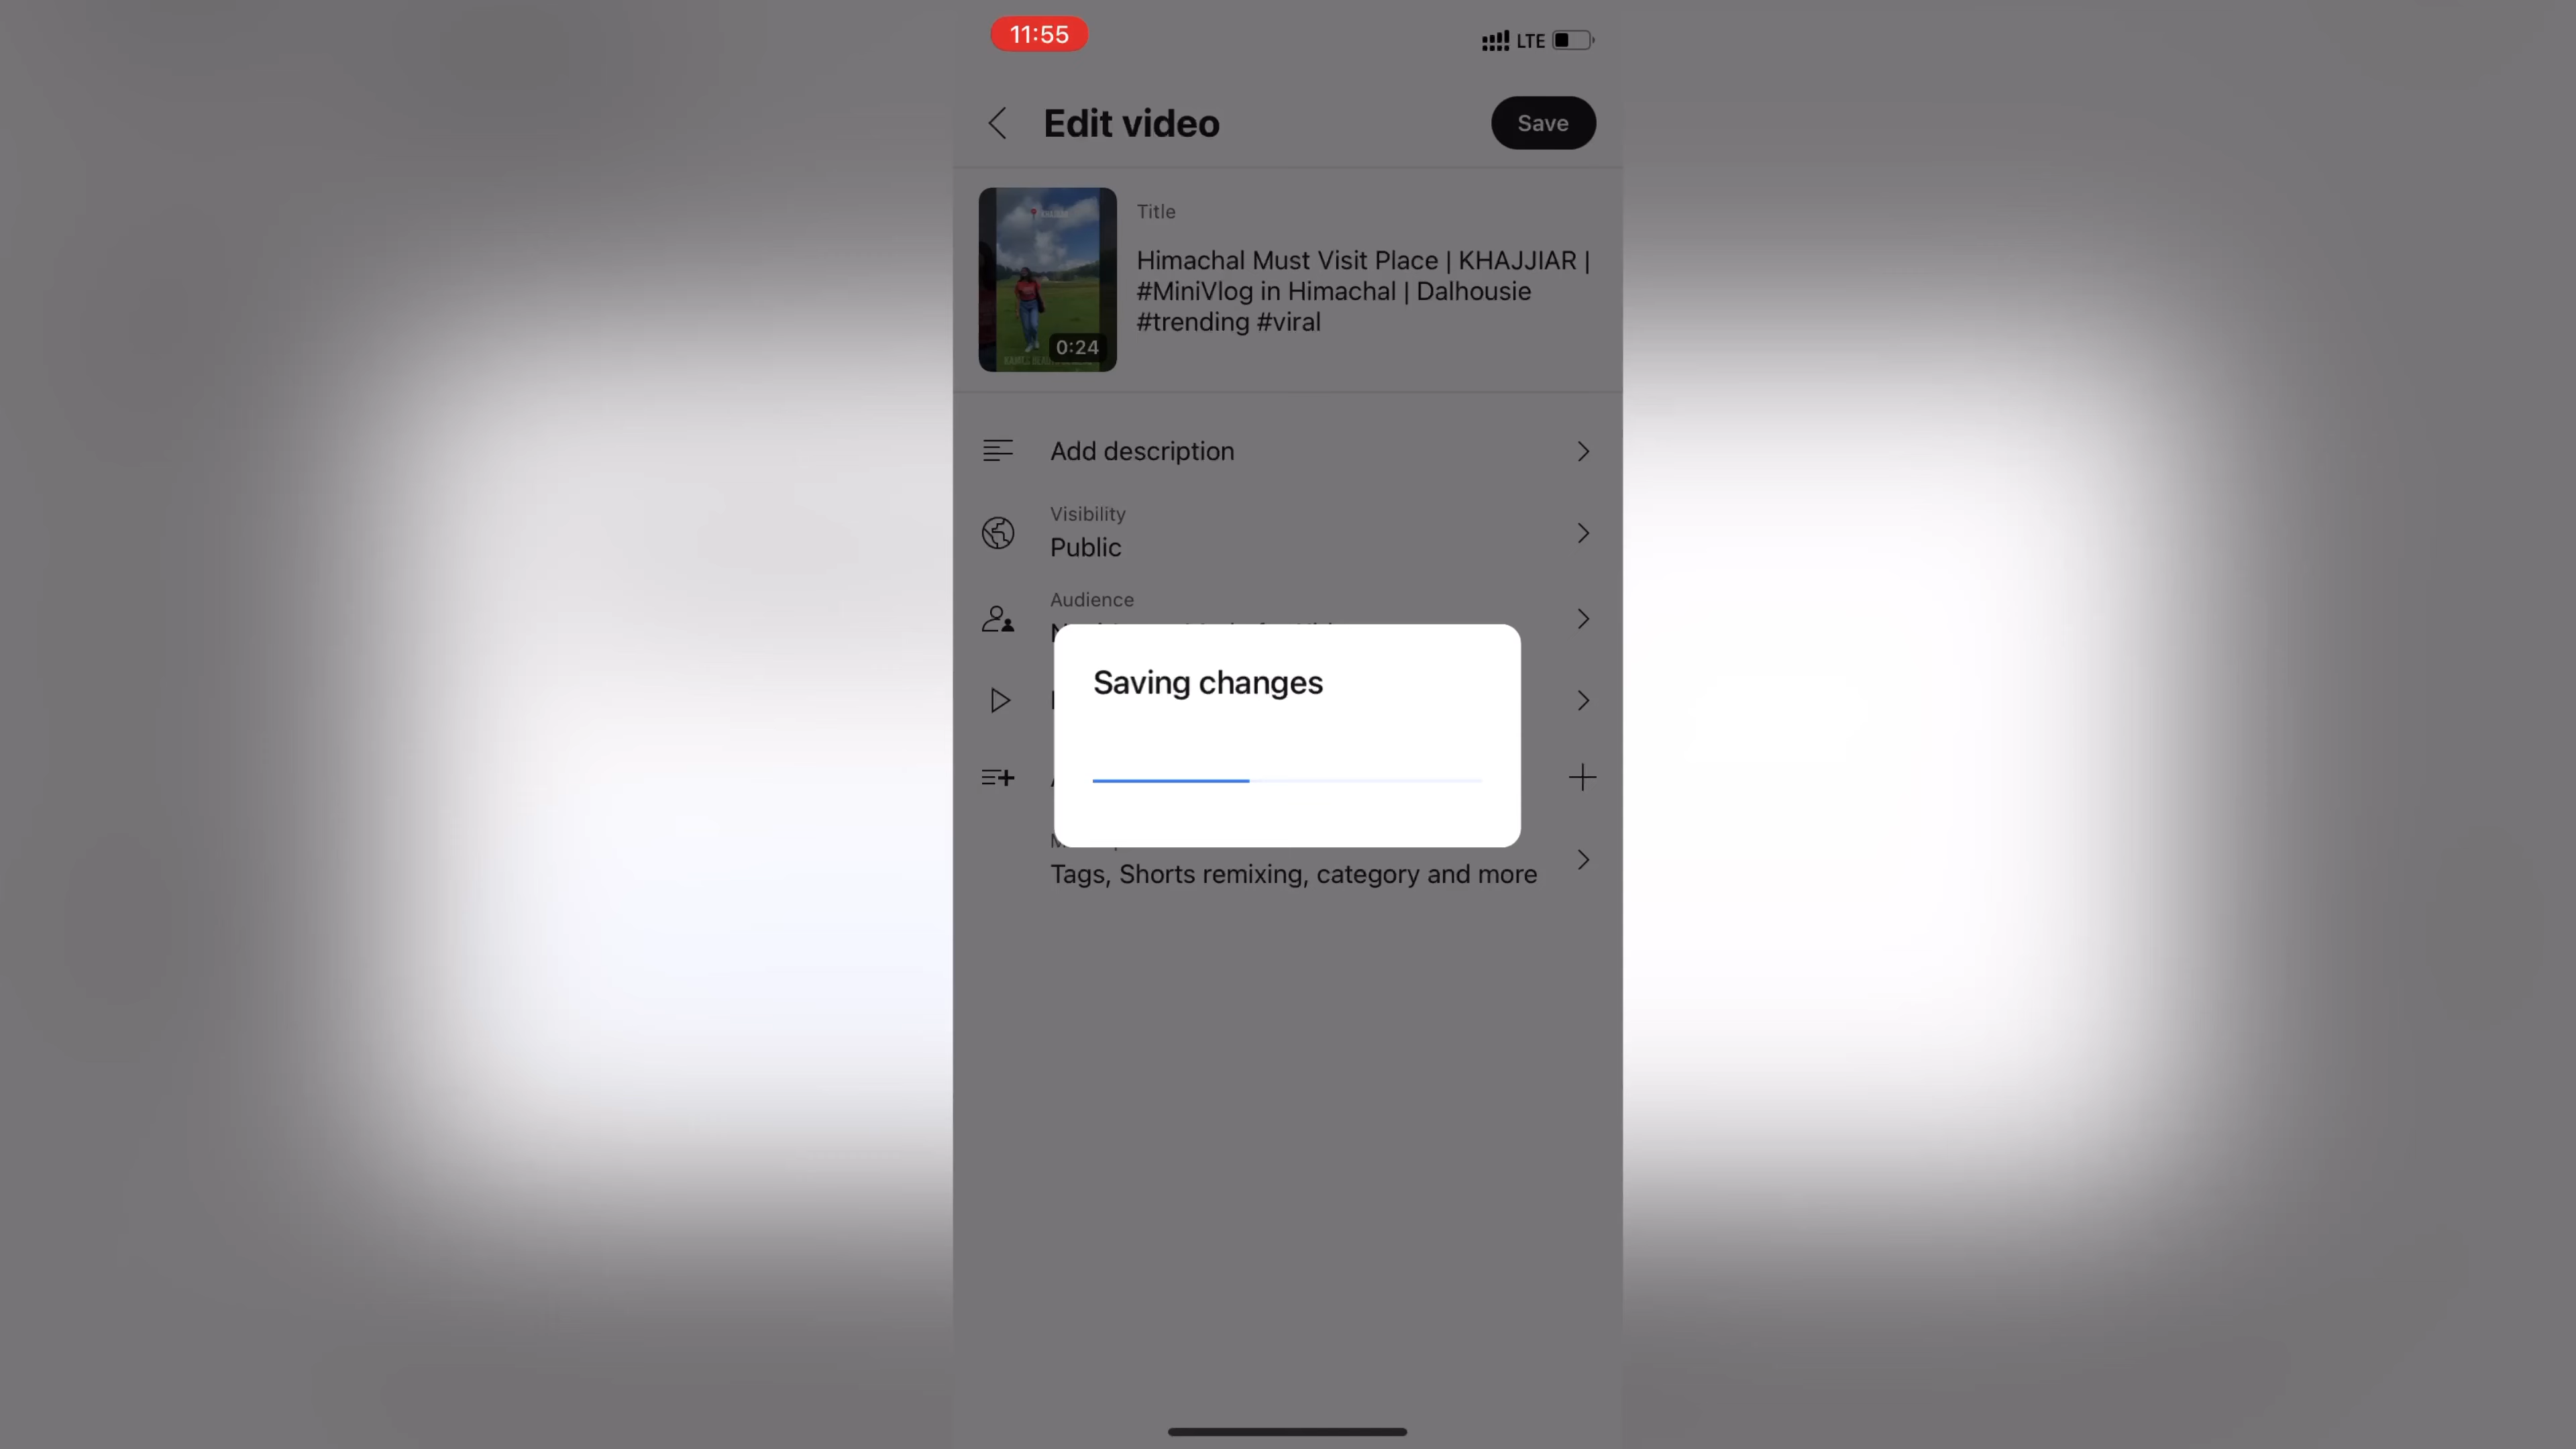 11:55
LTE
Edit video
Save
Title
Himachal Must Visit Place | KHAJJIAR |
#MiniVlog in Himachal | Dalhousie
#trending #viral
0:24
Add description
Visibility
Public
Audience
Saving changes
Tags, Shorts remixing, category and more